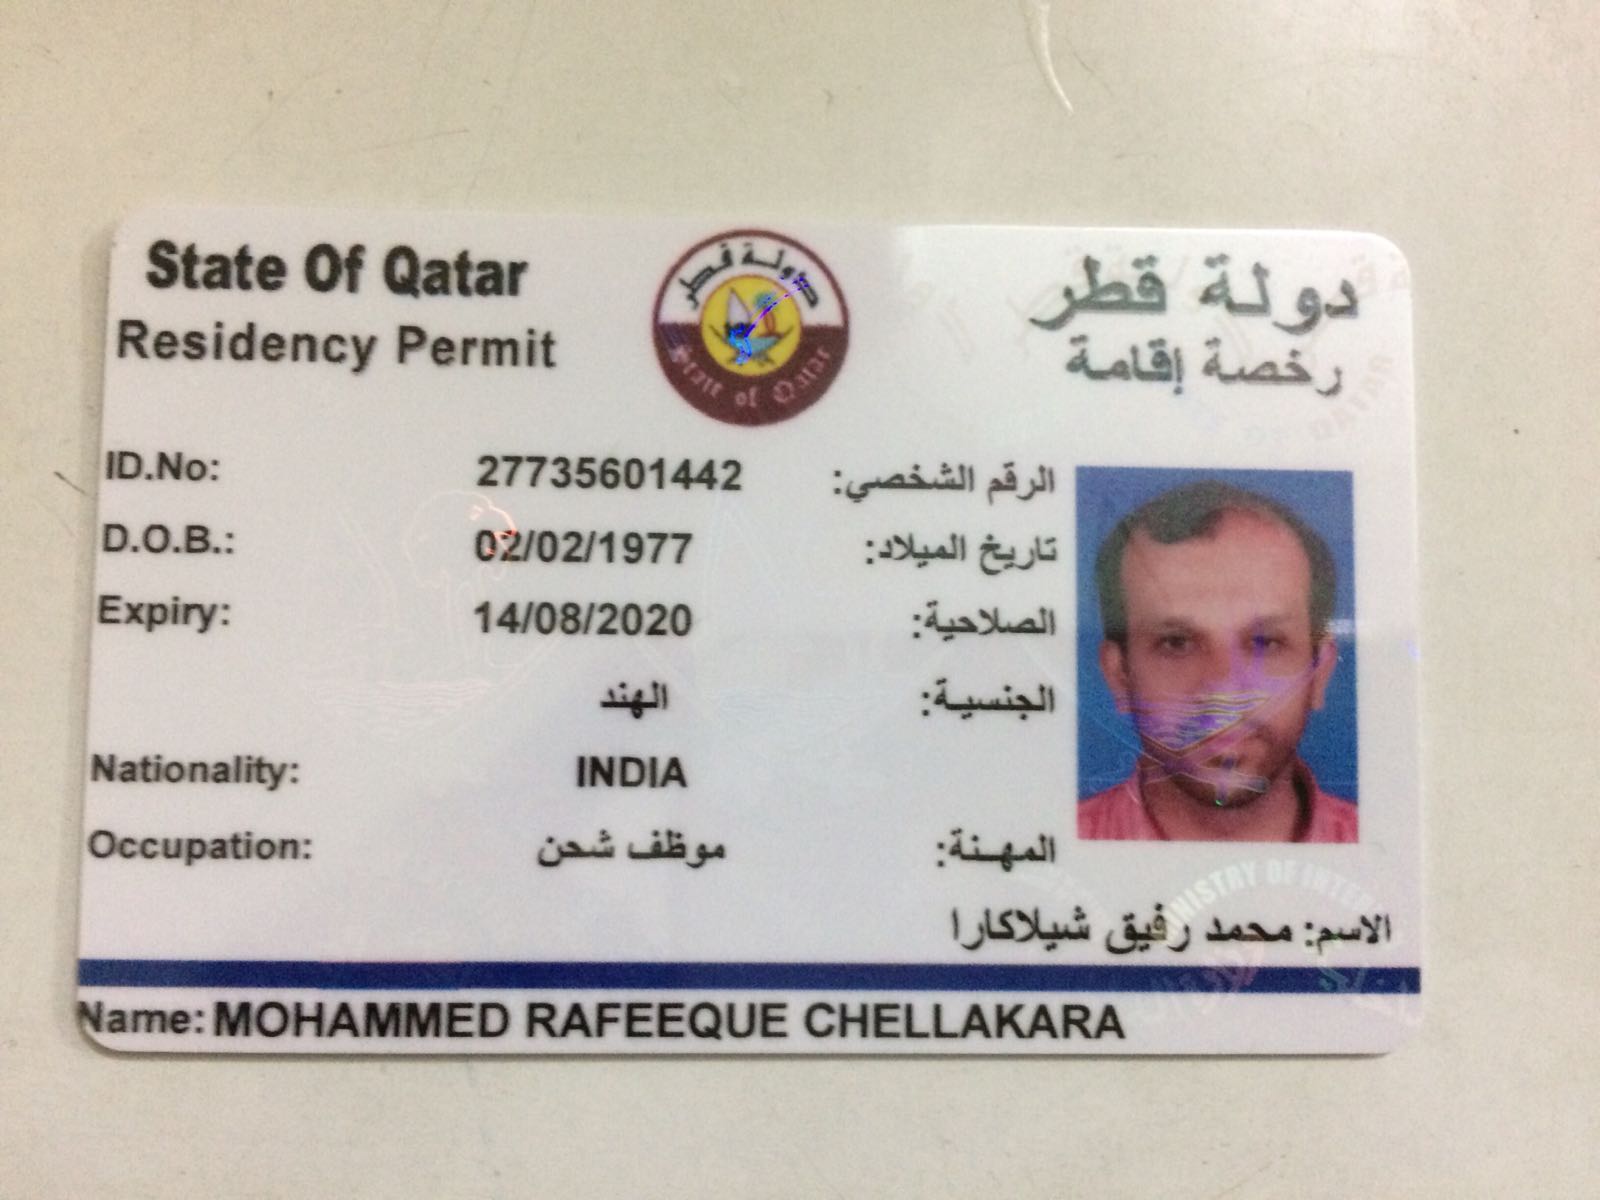 State Of Qatar
دولة قطر
Residency Permit
رخصة إقامة
دولة قطر
State of Qatar
ID.No: 27735601442 الرقم الشخصي:
D.O.B.: 02/02/1977 تاريخ الميلاد:
Expiry: 14/08/2020 الصلاحية:
الهند الجنسية:
Nationality: INDIA
Occupation: موظف شحن المهنة:
MINISTRY OF
الاسم: محمد رفيق شيلاكارا
Name: MOHAMMED RAFEEQUE CHELLAKARA